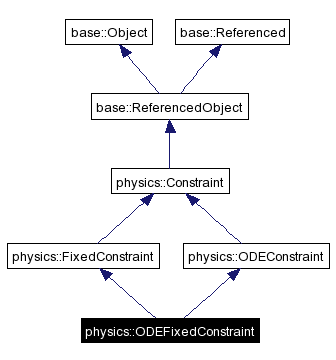 base::Object
base::Referenced
base::ReferencedObject
physics::Constraint
physics::FixedConstraint
physics::ODEConstraint
physics::ODEFixedConstraint